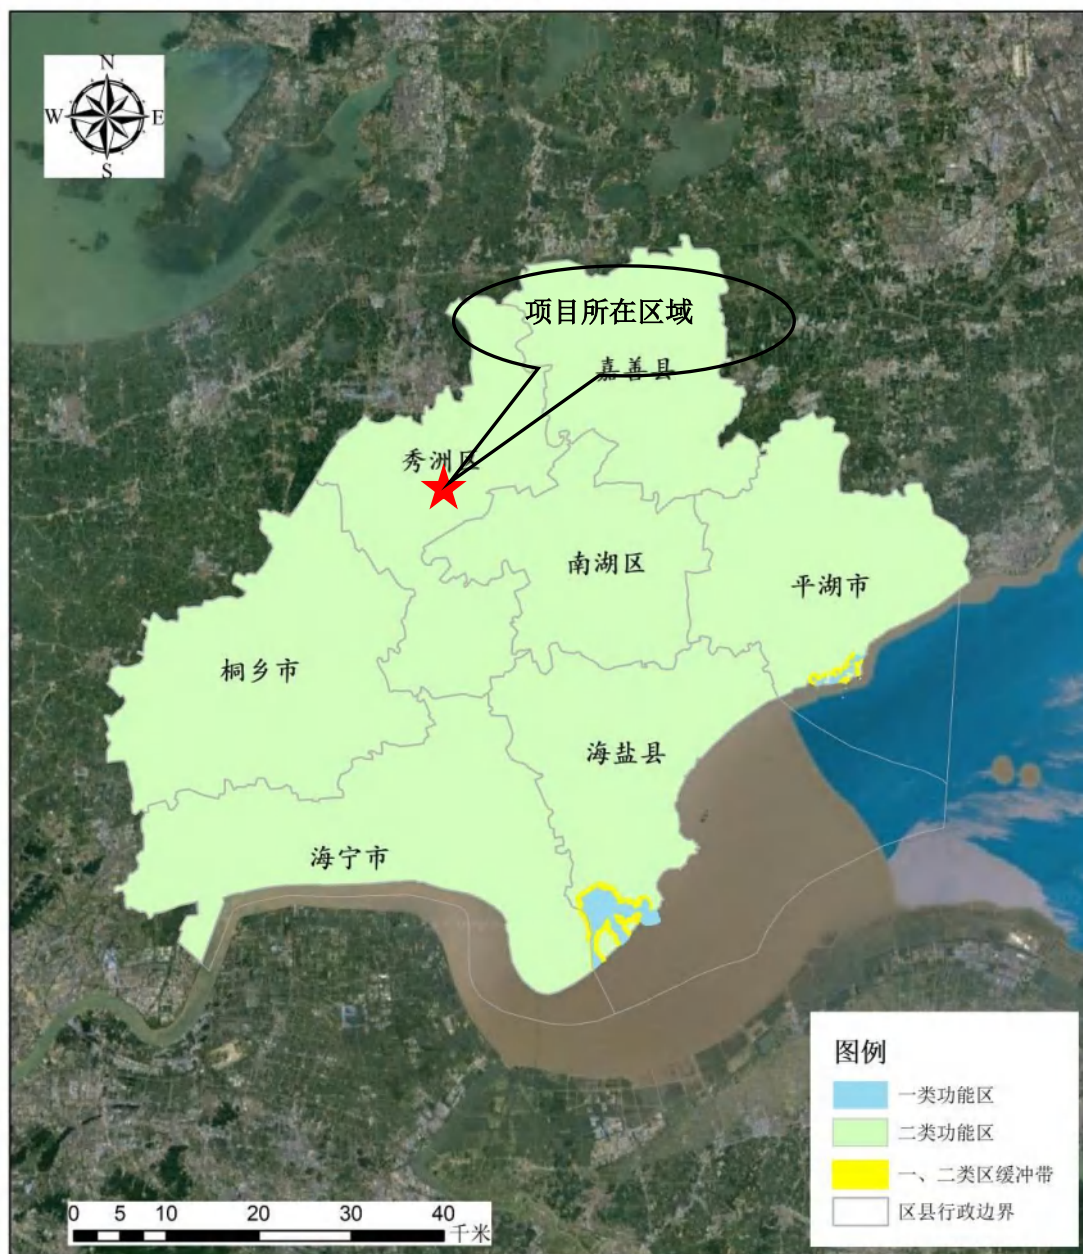 N
W E
S
项目所在区域
嘉善县
秀洲区
南湖区
平湖市
桐乡市
海盐县
海宁市
图例
一类功能区
二类功能区
一、二类区缓冲带
区县行政边界
0 5 10 20 30 40
千米